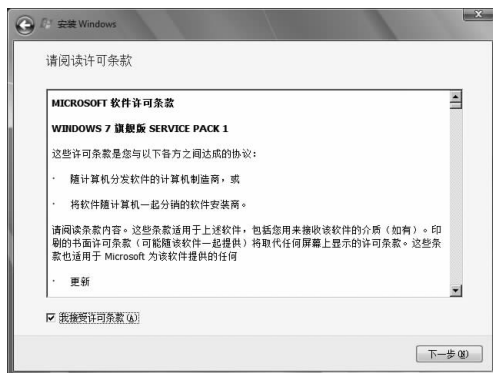 安装 Windows
请阅读许可条款
MICROSOFT 软件许可条款
WINDOWS 7 旗舰版 SERVICE PACK 1
这些许可条款是您与以下各方之间达成的协议：
· 随计算机分发软件的计算机制造商，或
· 将软件随计算机一起分销的软件安装商。
请阅读条款内容。这些条款适用于上述软件，包括您用来接收该软件的介质（如有）。印
刷的书面许可条款（可能随该软件一起提供）将取代任何屏幕上显示的许可条款。这些条
款也适用于 Microsoft 为该软件提供的任何
· 更新
我接受许可条款(A)
下一步(N)